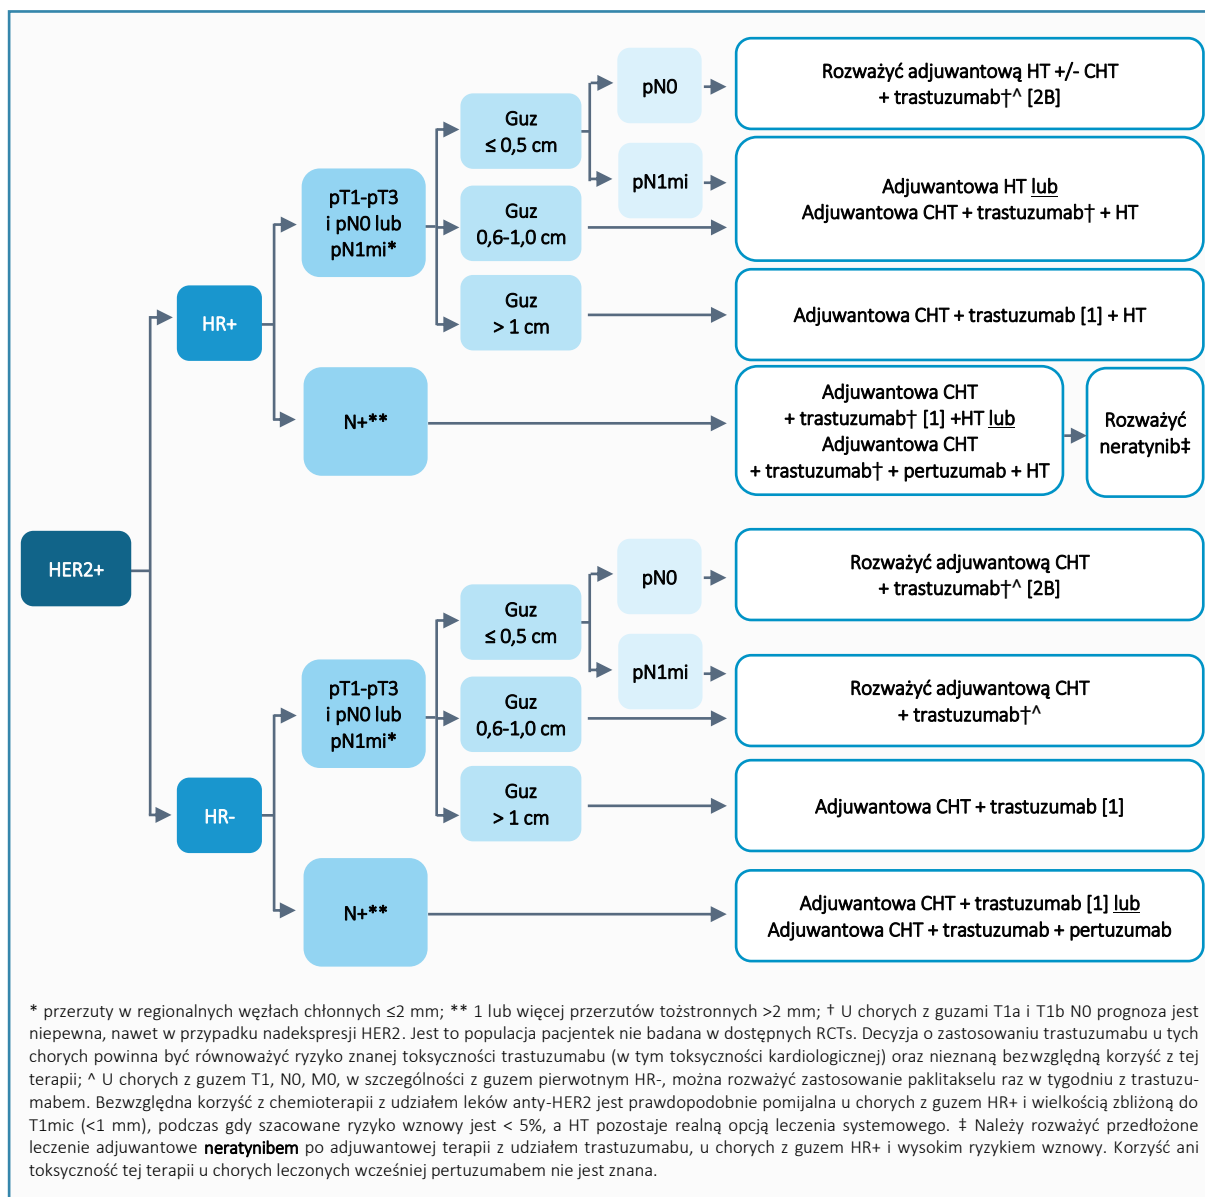 HER2+
HR+
pT1-pT3
i pN0 lub
pN1mi*
Guz
≤ 0,5 cm
pN0
Rozważyć adjuwantową HT +/- CHT
+ trastuzumab†^ [2B]
pN1mi
Adjuwantowa HT lub
Adjuwantowa CHT + trastuzumab† + HT
Guz
0,6-1,0 cm
Guz
> 1 cm
Adjuwantowa CHT + trastuzumab [1] + HT
N+**
Adjuwantowa CHT
+ trastuzumab† [1] +HT lub
Adjuwantowa CHT
+ trastuzumab† + pertuzumab + HT
Rozważyć
neratynib‡
HR-
pT1-pT3
i pN0 lub
pN1mi*
Guz
≤ 0,5 cm
pN0
Rozważyć adjuwantową CHT
+ trastuzumab†^ [2B]
pN1mi
Rozważyć adjuwantową CHT
+ trastuzumab†^
Guz
0,6-1,0 cm
Guz
> 1 cm
Adjuwantowa CHT + trastuzumab [1]
N+**
Adjuwantowa CHT + trastuzumab [1] lub
Adjuwantowa CHT + trastuzumab + pertuzumab
* przerzuty w regionalnych węzłach chłonnych ≤2 mm; ** 1 lub więcej przerzutów tożstronnych >2 mm; † U chorych z guzami T1a i T1b N0 prognoza jest
niepewna, nawet w przypadku nadekspresji HER2. Jest to populacja pacjentek nie badana w dostępnych RCTs. Decyzja o zastosowaniu trastuzumabu u tych
chorych powinna być równoważyć ryzyko znanej toksyczności trastuzumabu (w tym toksyczności kardiologicznej) oraz nieznaną bezwzględną korzyść z tej
terapii; ^ U chorych z guzem T1, N0, M0, w szczególności z guzem pierwotnym HR-, można rozważyć zastosowanie paklitakselu raz w tygodniu z trastuzu-
mabem. Bezwzględna korzyść z chemioterapii z udziałem leków anty-HER2 jest prawdopodobnie pomijalna u chorych z guzem HR+ i wielkością zbliżoną do
T1mic (<1 mm), podczas gdy szacowane ryzyko wznowy jest < 5%, a HT pozostaje realną opcją leczenia systemowego. ‡ Należy rozważyć przedłożone
leczenie adjuwantowe neratynibem po adjuwantowej terapii z udziałem trastuzumabu, u chorych z guzem HR+ i wysokim ryzykiem wznowy. Korzyść ani
toksyczność tej terapii u chorych leczonych wcześniej pertuzumabem nie jest znana.